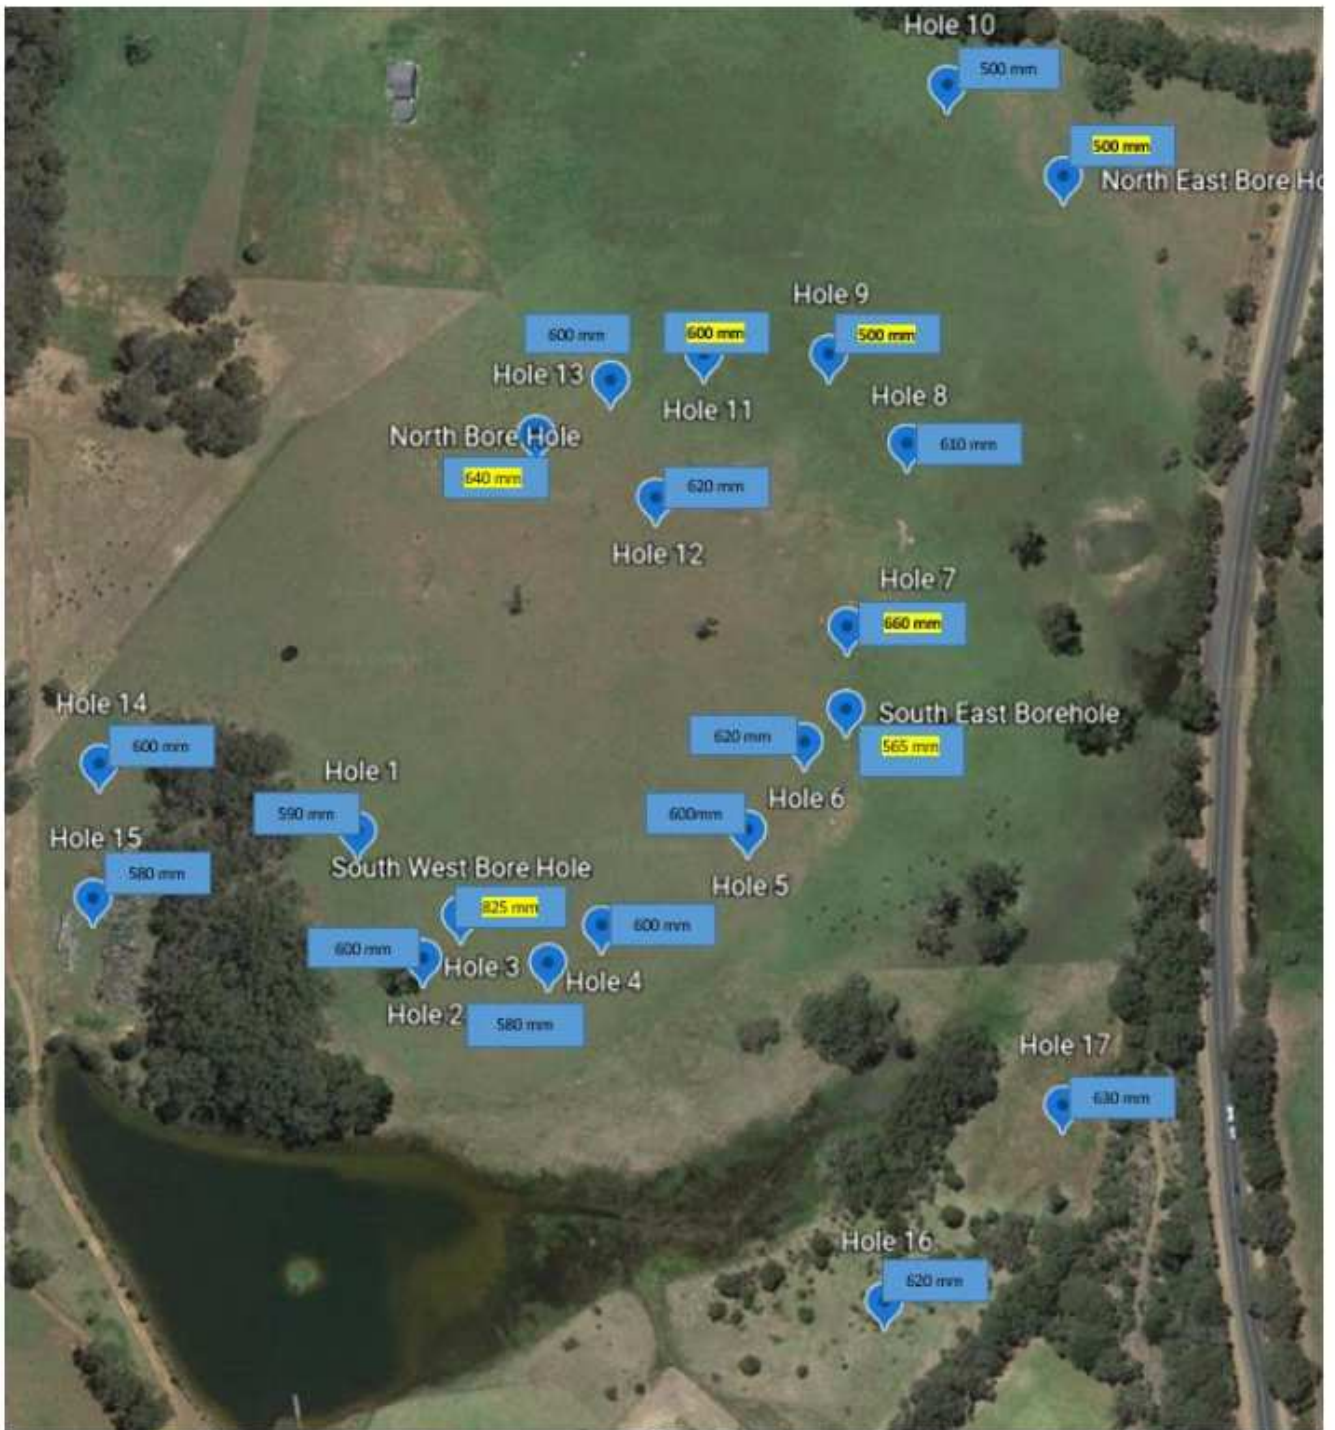 Hole 10
500 mm
500 mm
North East Bore Ho
Hole 9
600 mm
600 mm
500 mm
Hole 13
Hole 11
Hole 8
North Bore Hole
610 mm
640 mm
620 mm
Hole 12
Hole 7
660 mm
Hole 14
South East Borehole
600 mm
620 mm
565 mm
Hole 1
Hole 6
590 mm
600mm
Hole 15
580 mm
South West Bore Hole
Hole 5
825 mm
600 mm
600 mm
Hole 3
Hole 4
Hole 2
580 mm
Hole 17
630 mm
Hole 16
620 mm